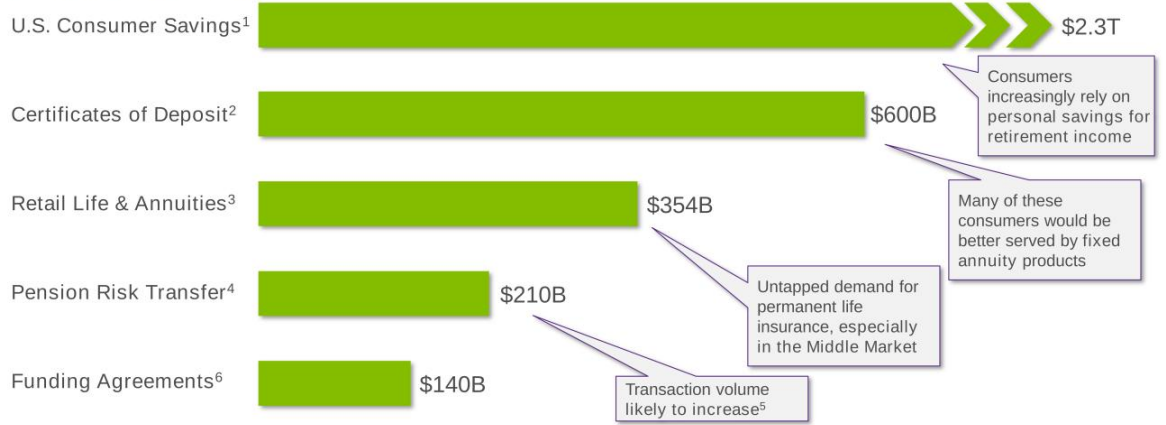 U.S. Consumer Savings¹ $2.3T
Consumers
increasingly rely on
personal savings for
retirement income
Certificates of Deposit² $600B
Many of these
consumers would be
better served by fixed
annuity products
Retail Life & Annuities³ $354B
Untapped demand for
permanent life
insurance, especially
in the Middle Market
Pension Risk Transfer⁴ $210B
Transaction volume
likely to increase⁵
Funding Agreements⁶ $140B